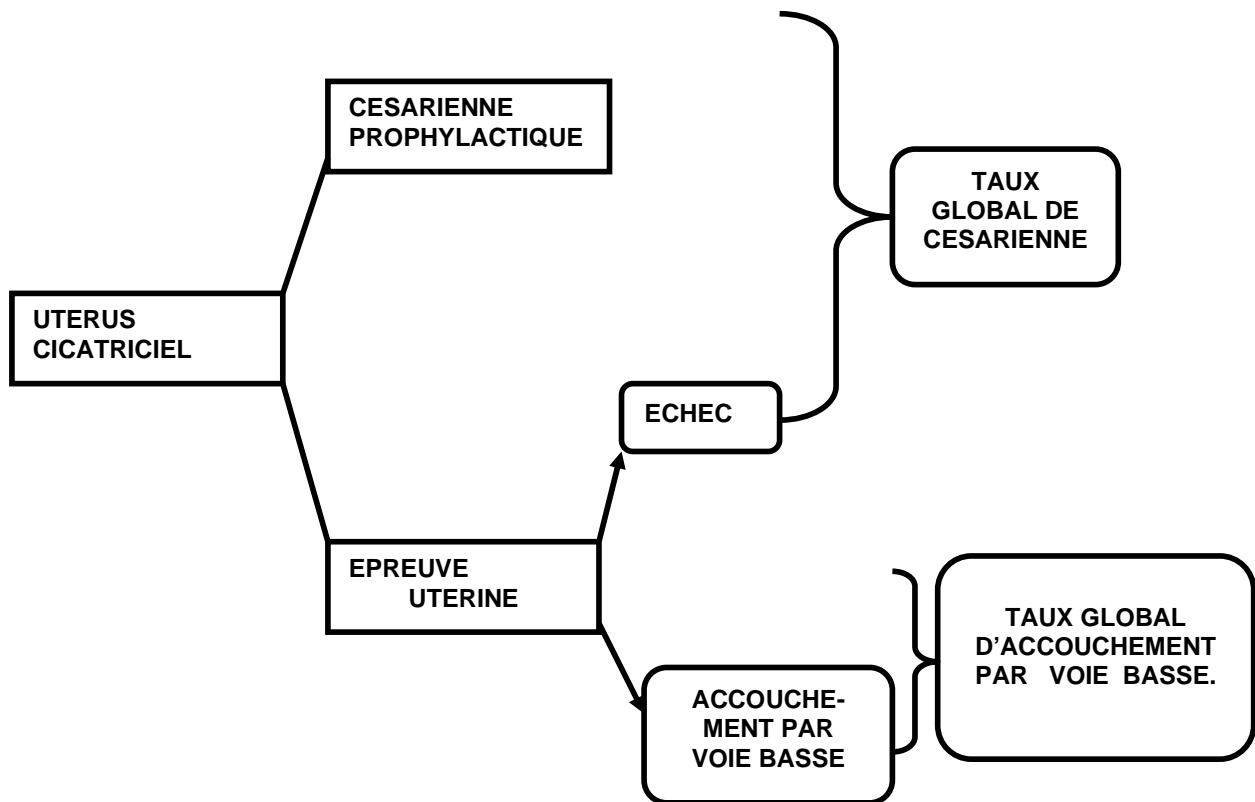 CESARIENNE
PROPHYLACTIQUE
TAUX
GLOBAL DE
CESARIENNE
UTERUS
CICATRICIEL
ECHEC
EPREUVE
UTERINE
TAUX GLOBAL
D’ACCOUCHEMENT
PAR VOIE BASSE.
ACCOUCHE-
MENT PAR
VOIE BASSE